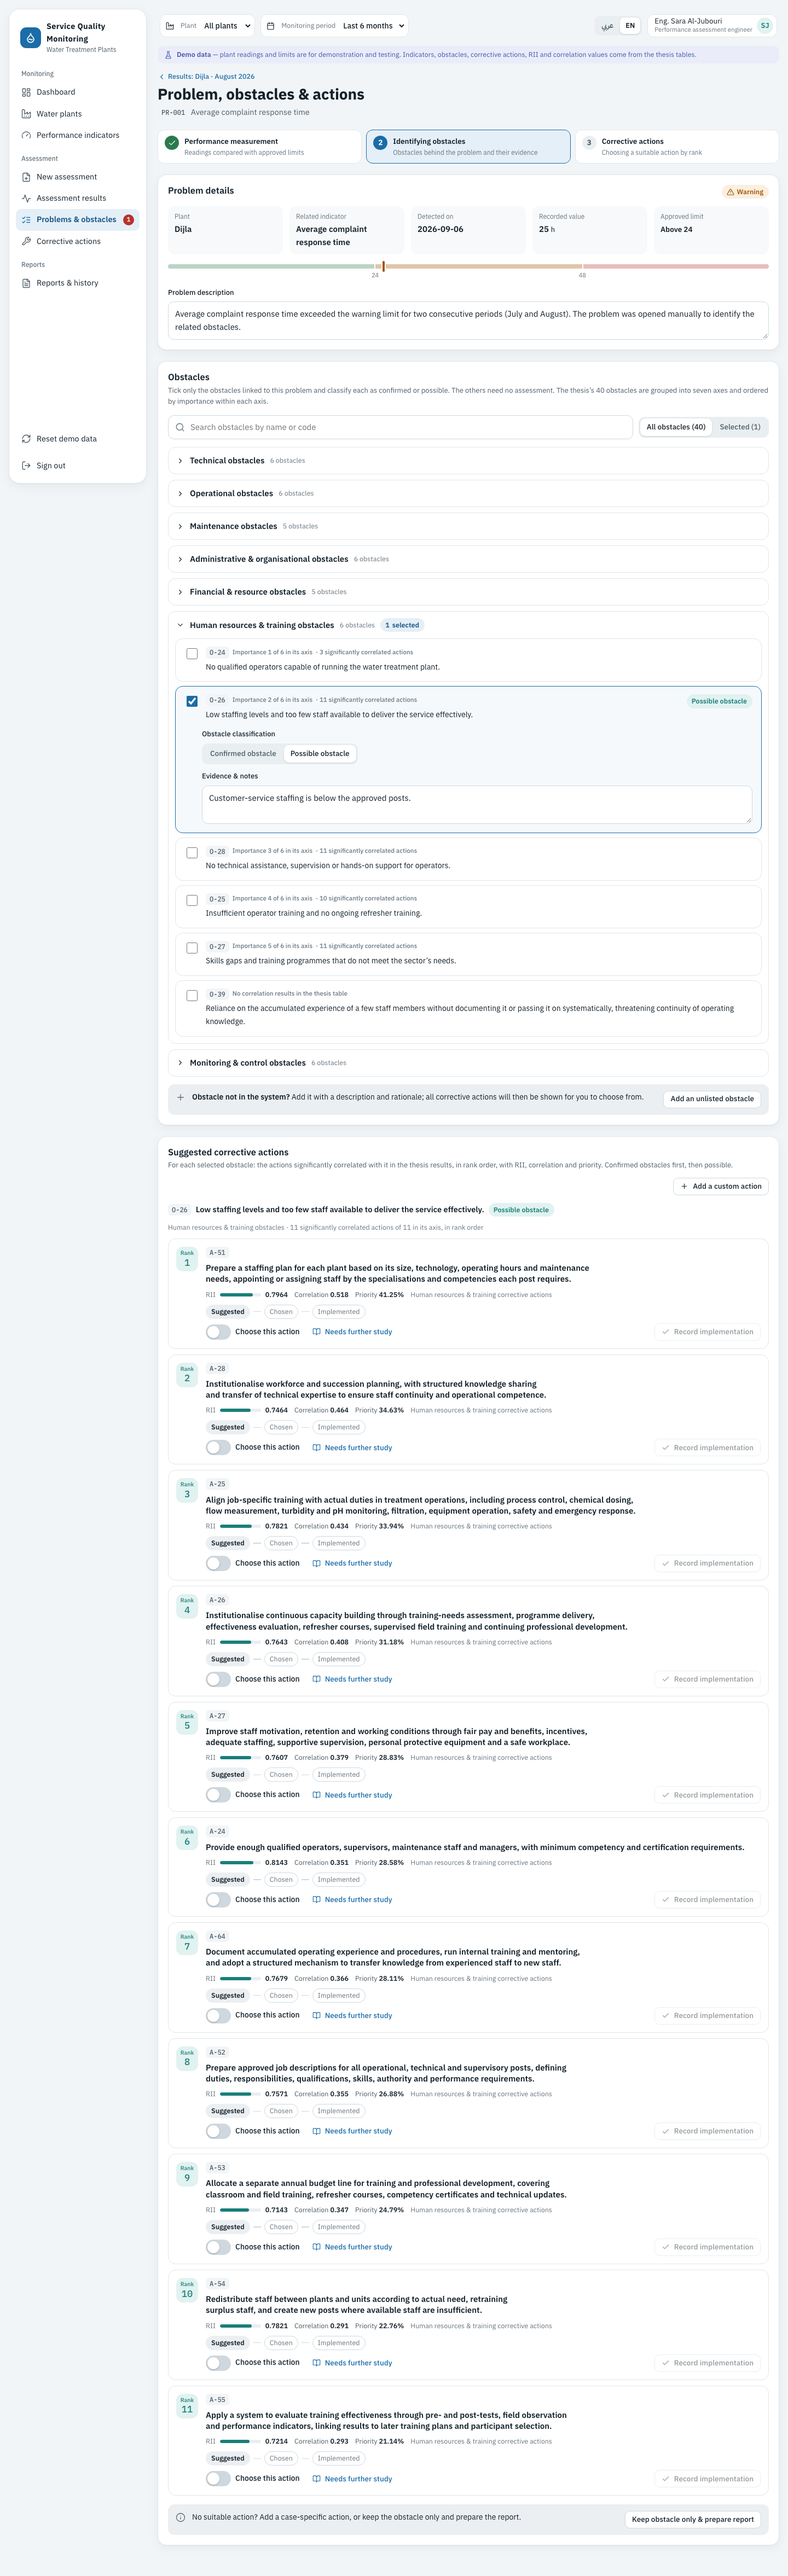 Service Quality
Monitoring
Water Treatment Plants
Monitoring
Dashboard
Water plants
Performance indicators
Assessment
New assessment
Assessment results
Problems & obstacles 1
Corrective actions
Reports
Reports & history
Reset demo data
Sign out
Plant All plants
Monitoring period Last 6 months
عربي EN
Eng. Sara Al-Jubouri
Performance assessment engineer
SJ
Demo data — plant readings and limits are for demonstration and testing. Indicators, obstacles, corrective actions, RII and correlation values come from the thesis tables.
Results: Dijla · August 2026
Problem, obstacles & actions
PR-001 Average complaint response time
Performance measurement
Readings compared with approved limits
2 Identifying obstacles
Obstacles behind the problem and their evidence
3 Corrective actions
Choosing a suitable action by rank
Problem details
Warning
Plant
Dijla
Related indicator
Average complaint
response time
Detected on
2026-09-06
Recorded value
25 h
Approved limit
Above 24
24 48
Problem description
Average complaint response time exceeded the warning limit for two consecutive periods (July and August). The problem was opened manually to identify the
related obstacles.
Obstacles
Tick only the obstacles linked to this problem and classify each as confirmed or possible. The others need no assessment. The thesis's 40 obstacles are grouped into seven axes and ordered
by importance within each axis.
Search obstacles by name or code
All obstacles (40) Selected (1)
Technical obstacles 6 obstacles
Operational obstacles 6 obstacles
Maintenance obstacles 5 obstacles
Administrative & organisational obstacles 6 obstacles
Financial & resource obstacles 5 obstacles
Human resources & training obstacles 6 obstacles 1 selected
O-24 Importance 1 of 6 in its axis · 3 significantly correlated actions
No qualified operators capable of running the water treatment plant.
O-26 Importance 2 of 6 in its axis · 11 significantly correlated actions
Possible obstacle
Low staffing levels and too few staff available to deliver the service effectively.
Obstacle classification
Confirmed obstacle Possible obstacle
Evidence & notes
Customer-service staffing is below the approved posts.
O-28 Importance 3 of 6 in its axis · 11 significantly correlated actions
No technical assistance, supervision or hands-on support for operators.
O-25 Importance 4 of 6 in its axis · 10 significantly correlated actions
Insufficient operator training and no ongoing refresher training.
O-27 Importance 5 of 6 in its axis · 11 significantly correlated actions
Skills gaps and training programmes that do not meet the sector's needs.
O-39 No correlation results in the thesis table
Reliance on the accumulated experience of a few staff members without documenting it or passing it on systematically, threatening continuity of operating
knowledge.
Monitoring & control obstacles 6 obstacles
Obstacle not in the system? Add it with a description and rationale; all corrective actions will then be shown for you to choose from.
Add an unlisted obstacle
Suggested corrective actions
For each selected obstacle: the actions significantly correlated with it in the thesis results, in rank order, with RII, correlation and priority. Confirmed obstacles first, then possible.
Add a custom action
O-26 Low staffing levels and too few staff available to deliver the service effectively. Possible obstacle
Human resources & training obstacles · 11 significantly correlated actions of 11 in its axis, in rank order
Rank 1
A-51
Prepare a staffing plan for each plant based on its size, technology, operating hours and maintenance
needs, appointing or assigning staff by the specialisations and competencies each post requires.
RII 0.7964 Correlation 0.518 Priority 41.25% Human resources & training corrective actions
Suggested — Chosen — Implemented
Choose this action Needs further study Record implementation
Rank 2
A-28
Institutionalise workforce and succession planning, with structured knowledge sharing
and transfer of technical expertise to ensure staff continuity and operational competence.
RII 0.7464 Correlation 0.464 Priority 34.63% Human resources & training corrective actions
Suggested — Chosen — Implemented
Choose this action Needs further study Record implementation
Rank 3
A-25
Align job-specific training with actual duties in treatment operations, including process control, chemical dosing,
flow measurement, turbidity and pH monitoring, filtration, equipment operation, safety and emergency response.
RII 0.7821 Correlation 0.434 Priority 33.94% Human resources & training corrective actions
Suggested — Chosen — Implemented
Choose this action Needs further study Record implementation
Rank 4
A-26
Institutionalise continuous capacity building through training-needs assessment, programme delivery,
effectiveness evaluation, refresher courses, supervised field training and continuing professional development.
RII 0.7643 Correlation 0.408 Priority 31.18% Human resources & training corrective actions
Suggested — Chosen — Implemented
Choose this action Needs further study Record implementation
Rank 5
A-27
Improve staff motivation, retention and working conditions through fair pay and benefits, incentives,
adequate staffing, supportive supervision, personal protective equipment and a safe workplace.
RII 0.7607 Correlation 0.379 Priority 28.83% Human resources & training corrective actions
Suggested — Chosen — Implemented
Choose this action Needs further study Record implementation
Rank 6
A-24
Provide enough qualified operators, supervisors, maintenance staff and managers, with minimum competency and certification requirements.
RII 0.8143 Correlation 0.351 Priority 28.58% Human resources & training corrective actions
Suggested — Chosen — Implemented
Choose this action Needs further study Record implementation
Rank 7
A-64
Document accumulated operating experience and procedures, run internal training and mentoring,
and adopt a structured mechanism to transfer knowledge from experienced staff to new staff.
RII 0.7679 Correlation 0.366 Priority 28.11% Human resources & training corrective actions
Suggested — Chosen — Implemented
Choose this action Needs further study Record implementation
Rank 8
A-52
Prepare approved job descriptions for all operational, technical and supervisory posts, defining
duties, responsibilities, qualifications, skills, authority and performance requirements.
RII 0.7571 Correlation 0.355 Priority 26.88% Human resources & training corrective actions
Suggested — Chosen — Implemented
Choose this action Needs further study Record implementation
Rank 9
A-53
Allocate a separate annual budget line for training and professional development, covering
classroom and field training, refresher courses, competency certificates and technical updates.
RII 0.7143 Correlation 0.347 Priority 24.79% Human resources & training corrective actions
Suggested — Chosen — Implemented
Choose this action Needs further study Record implementation
Rank 10
A-54
Redistribute staff between plants and units according to actual need, retraining
surplus staff, and create new posts where available staff are insufficient.
RII 0.7821 Correlation 0.291 Priority 22.76% Human resources & training corrective actions
Suggested — Chosen — Implemented
Choose this action Needs further study Record implementation
Rank 11
A-55
Apply a system to evaluate training effectiveness through pre- and post-tests, field observation
and performance indicators, linking results to later training plans and participant selection.
RII 0.7214 Correlation 0.293 Priority 21.14% Human resources & training corrective actions
Suggested — Chosen — Implemented
Choose this action Needs further study Record implementation
No suitable action? Add a case-specific action, or keep the obstacle only and prepare the report.
Keep obstacle only & prepare report